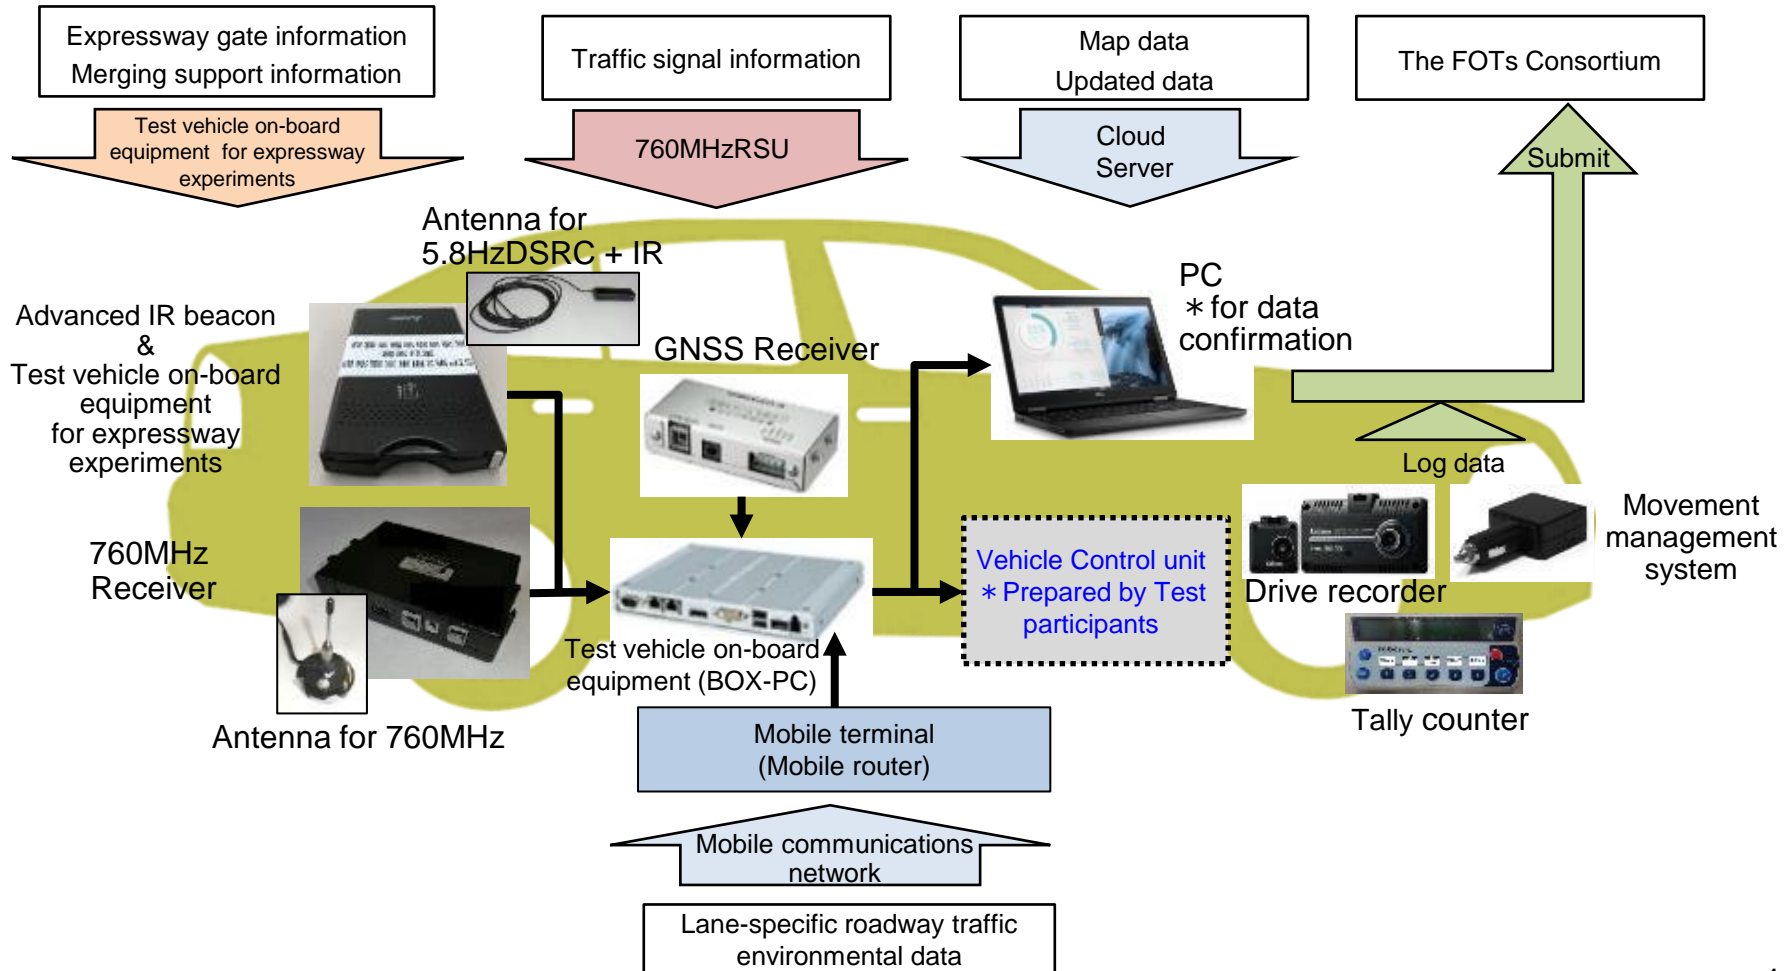 Expressway gate information
Merging support information
Traffic signal information
Map data
Updated data
The FOTs Consortium
Test vehicle on-board
equipment for expressway
experiments
760MHzRSU
Cloud
Server
Submit
Antenna for
5.8HzDSRC + IR
Advanced IR beacon
&
Test vehicle on-board
equipment
for expressway
experiments
GNSS Receiver
PC
＊for data
confirmation
Log data
760MHz
Receiver
Vehicle Control unit
＊Prepared by Test
participants
Drive recorder
Movement
management
system
Test vehicle on-board
equipment (BOX-PC)
Antenna for 760MHz
Tally counter
Mobile terminal
(Mobile router)
Mobile communications
network
Lane-specific roadway traffic
environmental data